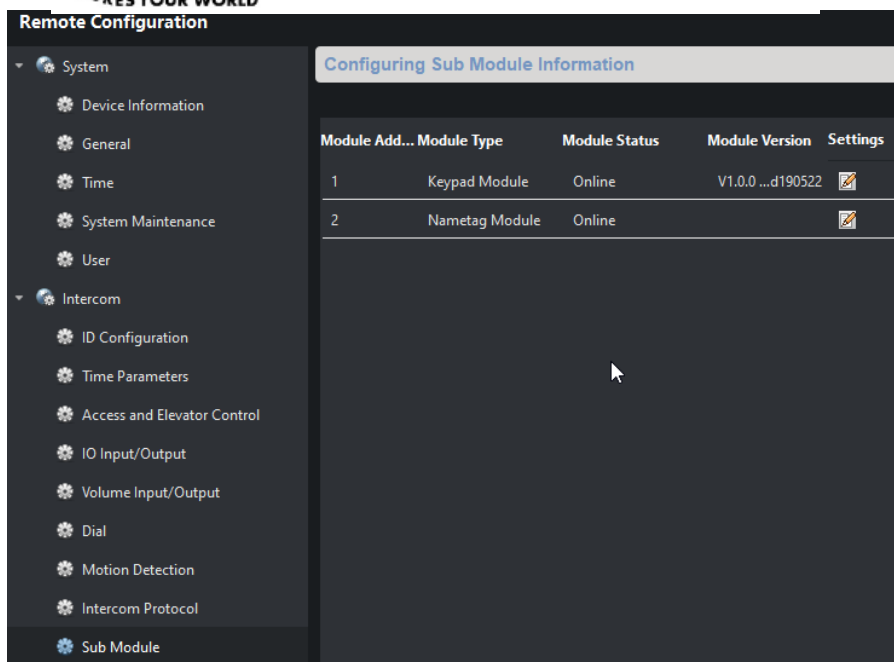 RES YOUR WORLD
Remote Configuration
System
Device Information
General
Time
System Maintenance
User
Intercom
ID Configuration
Time Parameters
Access and Elevator Control
IO Input/Output
Volume Input/Output
Dial
Motion Detection
Intercom Protocol
Sub Module
Configuring Sub Module Information
Module Add... Module Type Module Status Module Version Settings
1 Keypad Module Online V1.0.0 ...d190522
2 Nametag Module Online